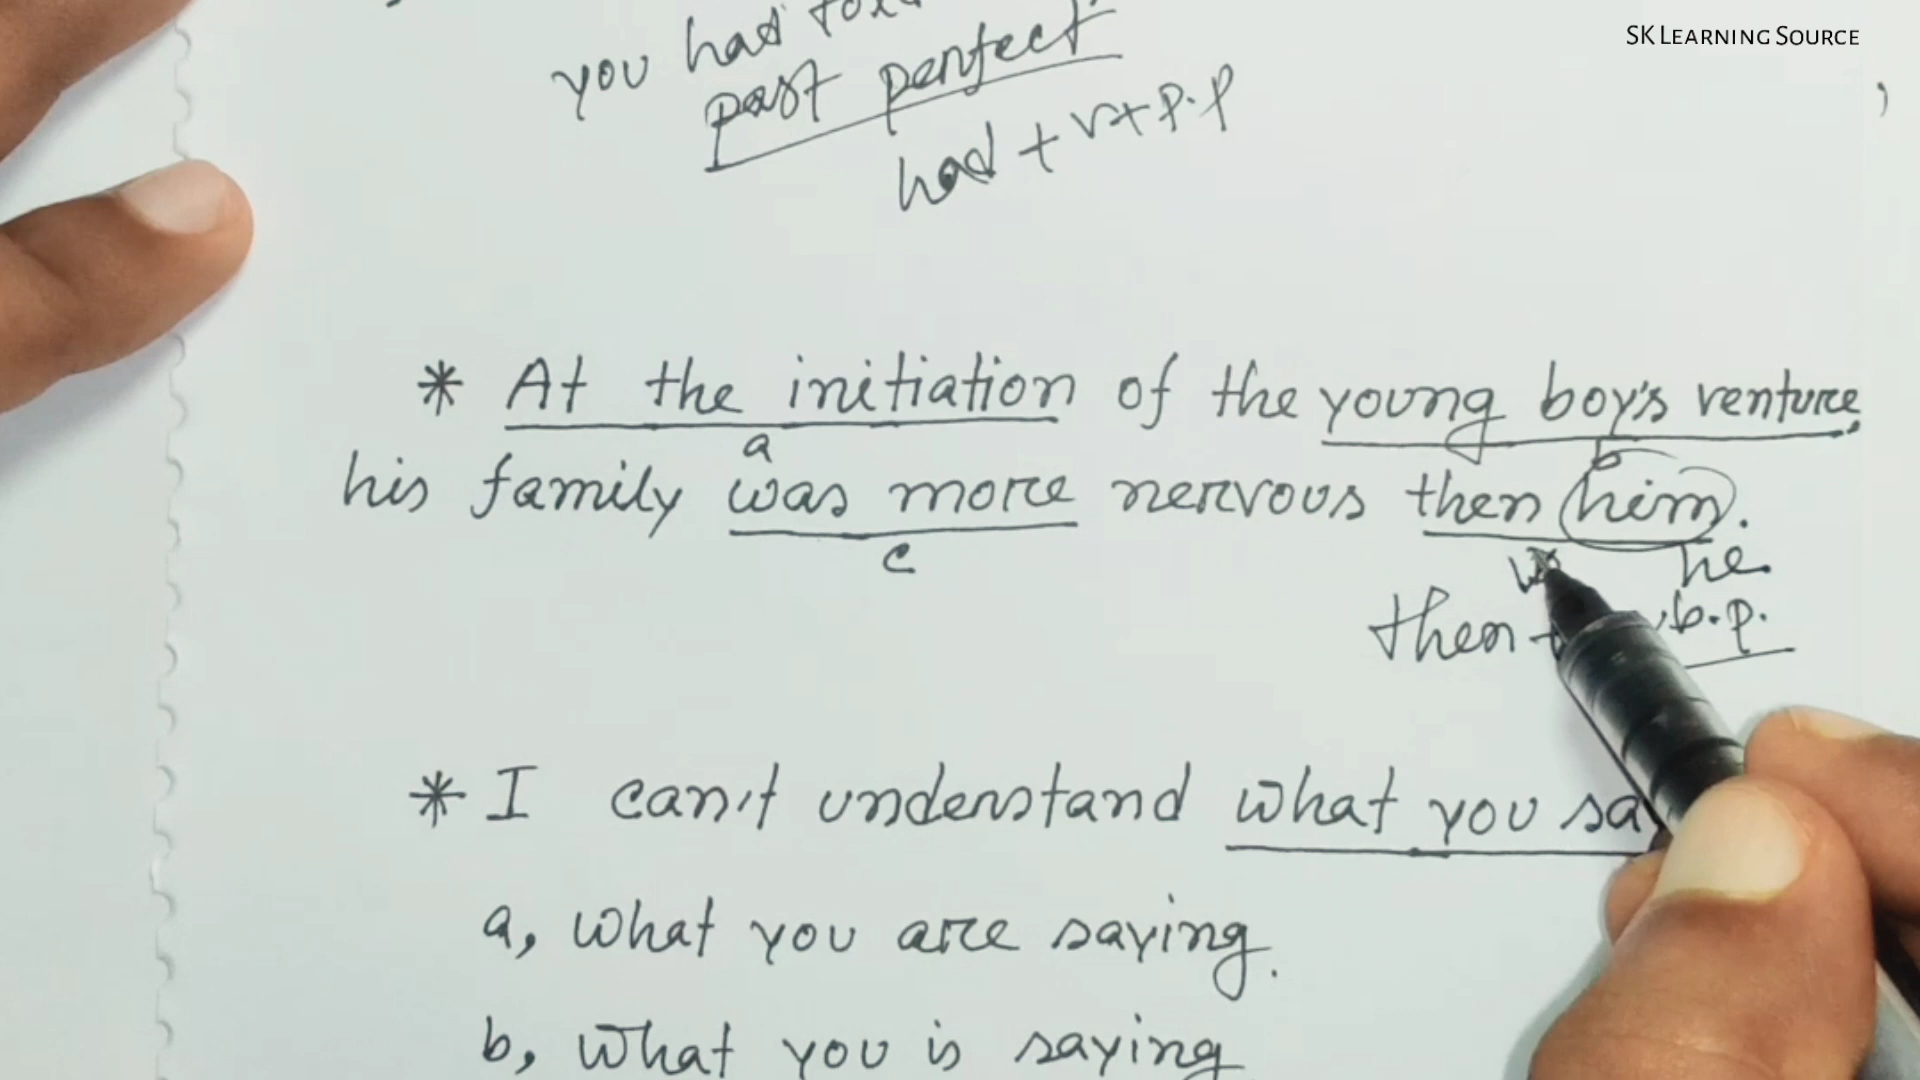 SK LEARNING SOURCE
you had
past perfect
had + v + p.p
* At the initiation of the young boy's venture,
a b
his family was more nervous then him.
c he
then + b.p.
* I can't understand what you sa
a, what you are saying.
b, what you is saying